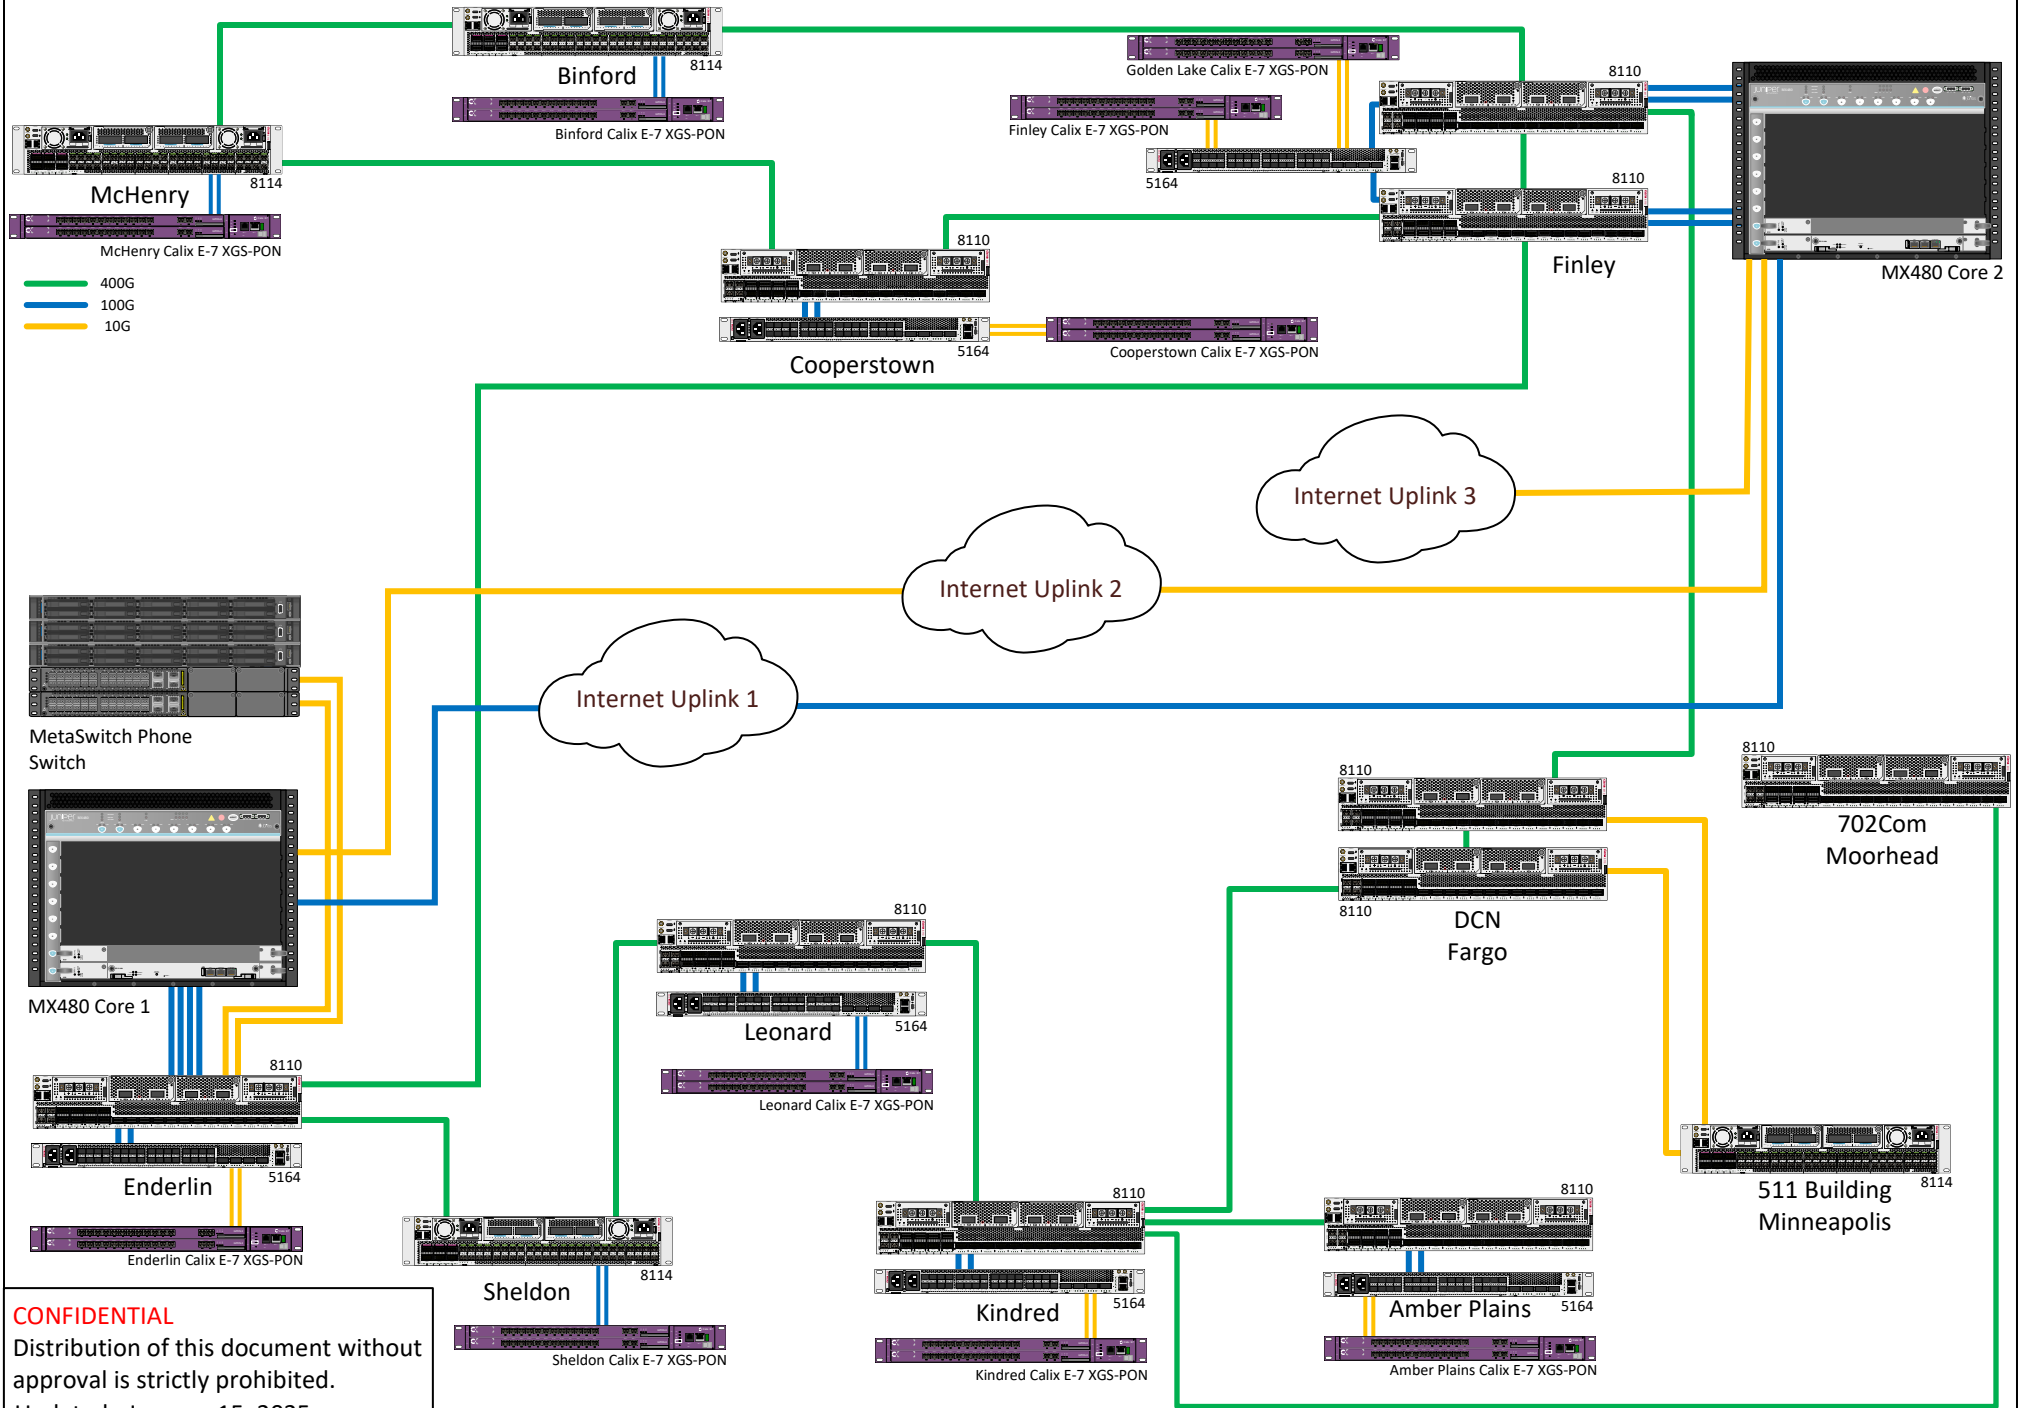 Binford
8114
Binford Calix E-7 XGS-PON
Golden Lake Calix E-7 XGS-PON
Finley Calix E-7 XGS-PON
8110
5164
8110
Finley
MX480 Core 2
McHenry
8114
McHenry Calix E-7 XGS-PON
400G
100G
10G
8110
5164
Cooperstown
Cooperstown Calix E-7 XGS-PON
Internet Uplink 3
Internet Uplink 2
Internet Uplink 1
MetaSwitch Phone
Switch
MX480 Core 1
8110
5164
Enderlin
Enderlin Calix E-7 XGS-PON
8110
5164
Leonard
Leonard Calix E-7 XGS-PON
8110
8110
DCN
Fargo
8110
702Com
Moorhead
8114
511 Building
Minneapolis
8114
Sheldon
Sheldon Calix E-7 XGS-PON
8110
5164
Kindred
Kindred Calix E-7 XGS-PON
8110
5164
Amber Plains
Amber Plains Calix E-7 XGS-PON
CONFIDENTIAL
Distribution of this document without
approval is strictly prohibited.
Updated: January 15, 2025